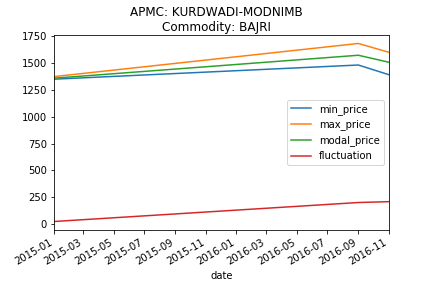 APMC: KURDWADI-MODNIMB
Commodity: BAJRI
1750
1500
1250
1000
750
500
250
0
min_price
max_price
modal_price
fluctuation
2015-01
2015-03
2015-05
2015-07
2015-09
2015-11
2016-01
2016-03
2016-05
2016-07
2016-09
2016-11
date